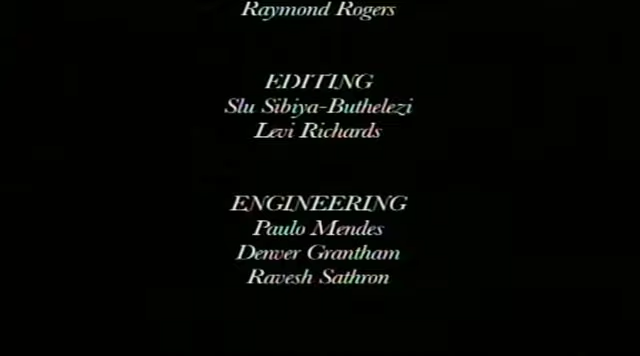 Raymond Rogers
EDITING
Slu Sibiya-Buthelezi
Levi Richards
ENGINEERING
Paulo Mendes
Denver Grantham
Ravesh Sathron